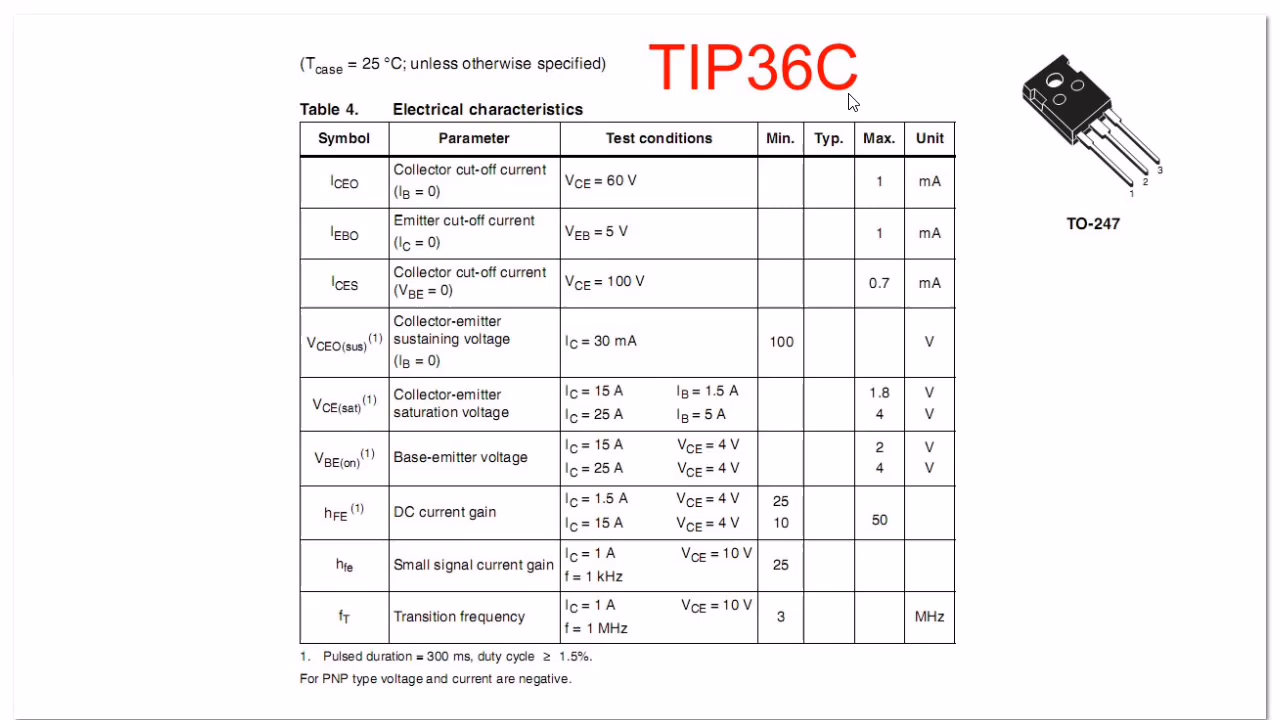 (Tcase = 25 °C; unless otherwise specified)
TIP36C
Table 4. Electrical characteristics
Symbol Parameter Test conditions Min. Typ. Max. Unit
ICEO Collector cut-off current (IB = 0) VCE = 60 V 1 mA
IEBO Emitter cut-off current (IC = 0) VEB = 5 V 1 mA
ICES Collector cut-off current (VBE = 0) VCE = 100 V 0.7 mA
VCEO(sus)(1) Collector-emitter sustaining voltage (IB = 0) IC = 30 mA 100 V
VCE(sat)(1) Collector-emitter saturation voltage IC = 15 A IB = 1.5 A 1.8 V
IC = 25 A IB = 5 A 4 V
VBE(on)(1) Base-emitter voltage IC = 15 A VCE = 4 V 2 V
IC = 25 A VCE = 4 V 4 V
hFE (1) DC current gain IC = 1.5 A VCE = 4 V 25
IC = 15 A VCE = 4 V 10 50
hfe Small signal current gain IC = 1 A VCE = 10 V
f = 1 kHz 25
fT Transition frequency IC = 1 A VCE = 10 V
f = 1 MHz 3 MHz
1. Pulsed duration = 300 ms, duty cycle ≥ 1.5%.
For PNP type voltage and current are negative.
1 2 3
TO-247